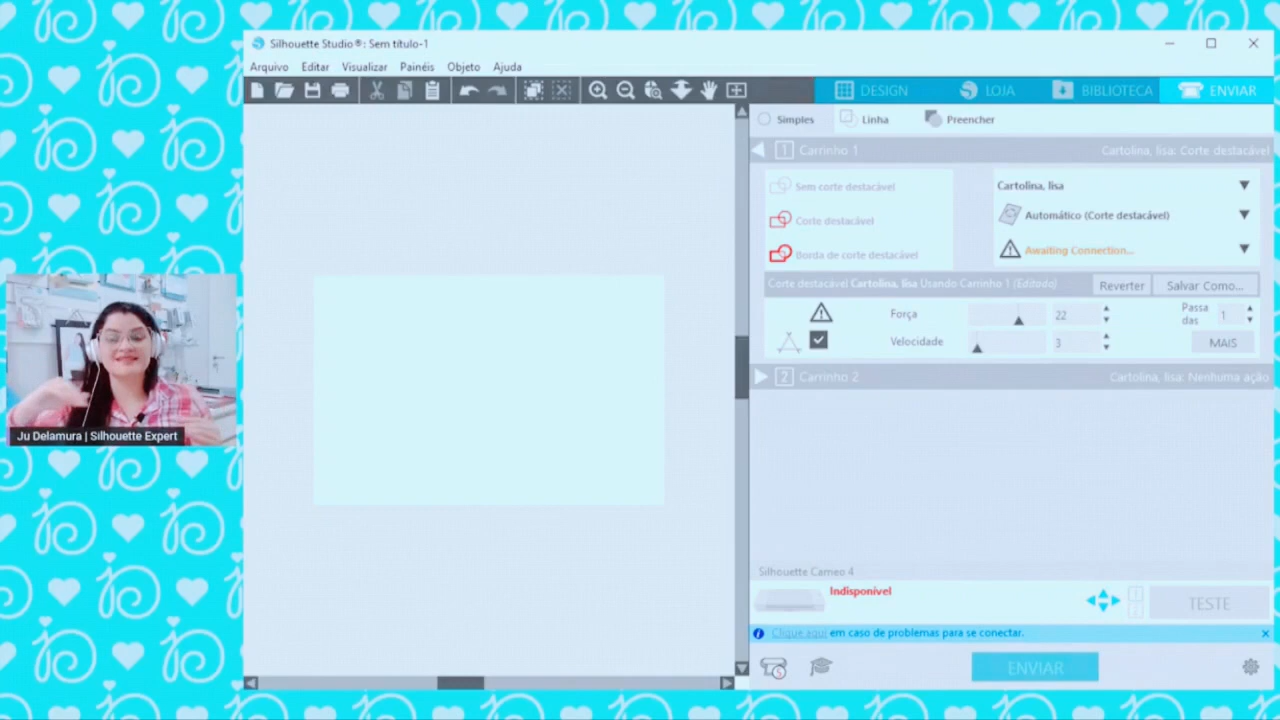 Silhouette Studio®: Sem título-1
Arquivo Editar Visualizar Painéis Objeto Ajuda
DESIGN LOJA BIBLIOTECA ENVIAR
Simples Linha Preencher
1 Carrinho 1 Cartolina, lisa: Corte destacável
Sem corte destacável
Corte destacável
Borda de corte destacável
Cartolina, lisa
Automático (Corte destacável)
Awaiting Connection...
Corte destacável Cartolina, lisa Usando Carrinho 1 (Editado) Reverter Salvar Como...
Força 22 Passa
das 1
Velocidade 3 MAIS
2 Carrinho 2 Cartolina, lisa: Nenhuma ação
Ju Delamura | Silhouette Expert
Silhouette Cameo 4
Indisponível
1
2
TESTE
Clique aqui em caso de problemas para se conectar.
ENVIAR